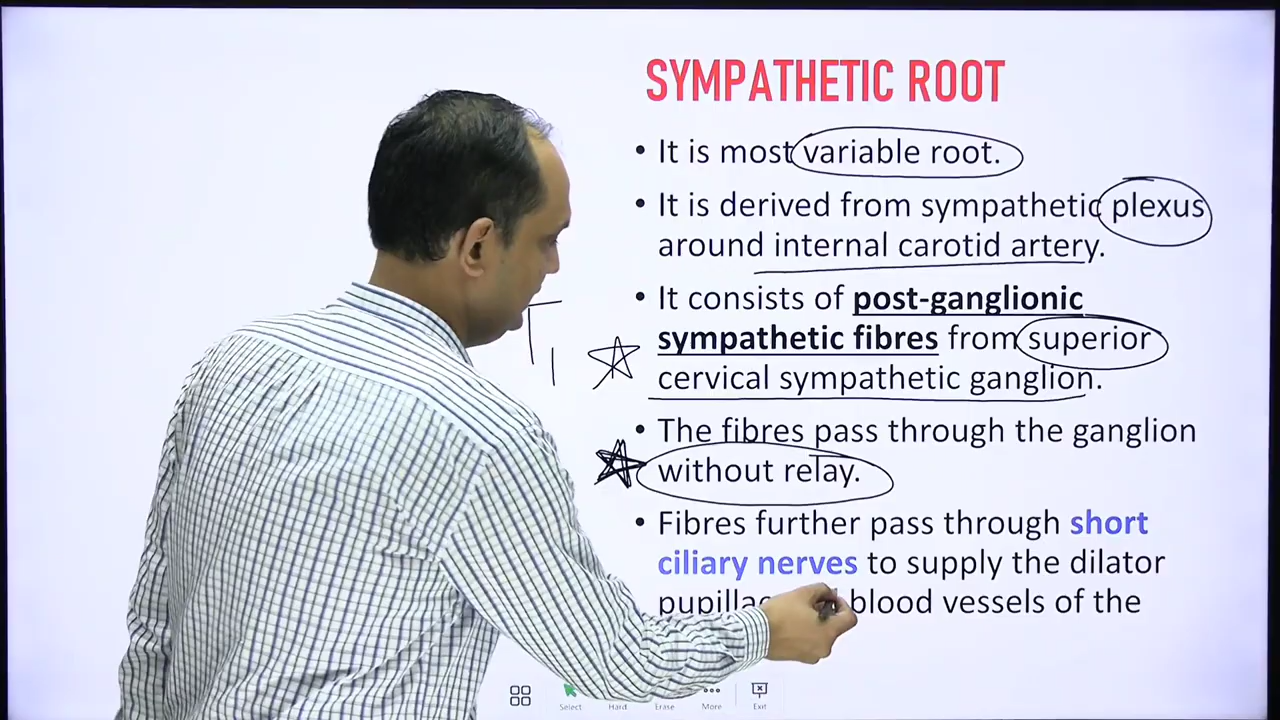 SYMPATHETIC ROOT
• It is most variable root.
• It is derived from sympathetic plexus
around internal carotid artery.
• It consists of post-ganglionic
sympathetic fibres from superior
cervical sympathetic ganglion.
T1
• The fibres pass through the ganglion
without relay.
• Fibres further pass through short
ciliary nerves to supply the dilator
blood vessels of the
Select
Hard
Erase
More
Exit